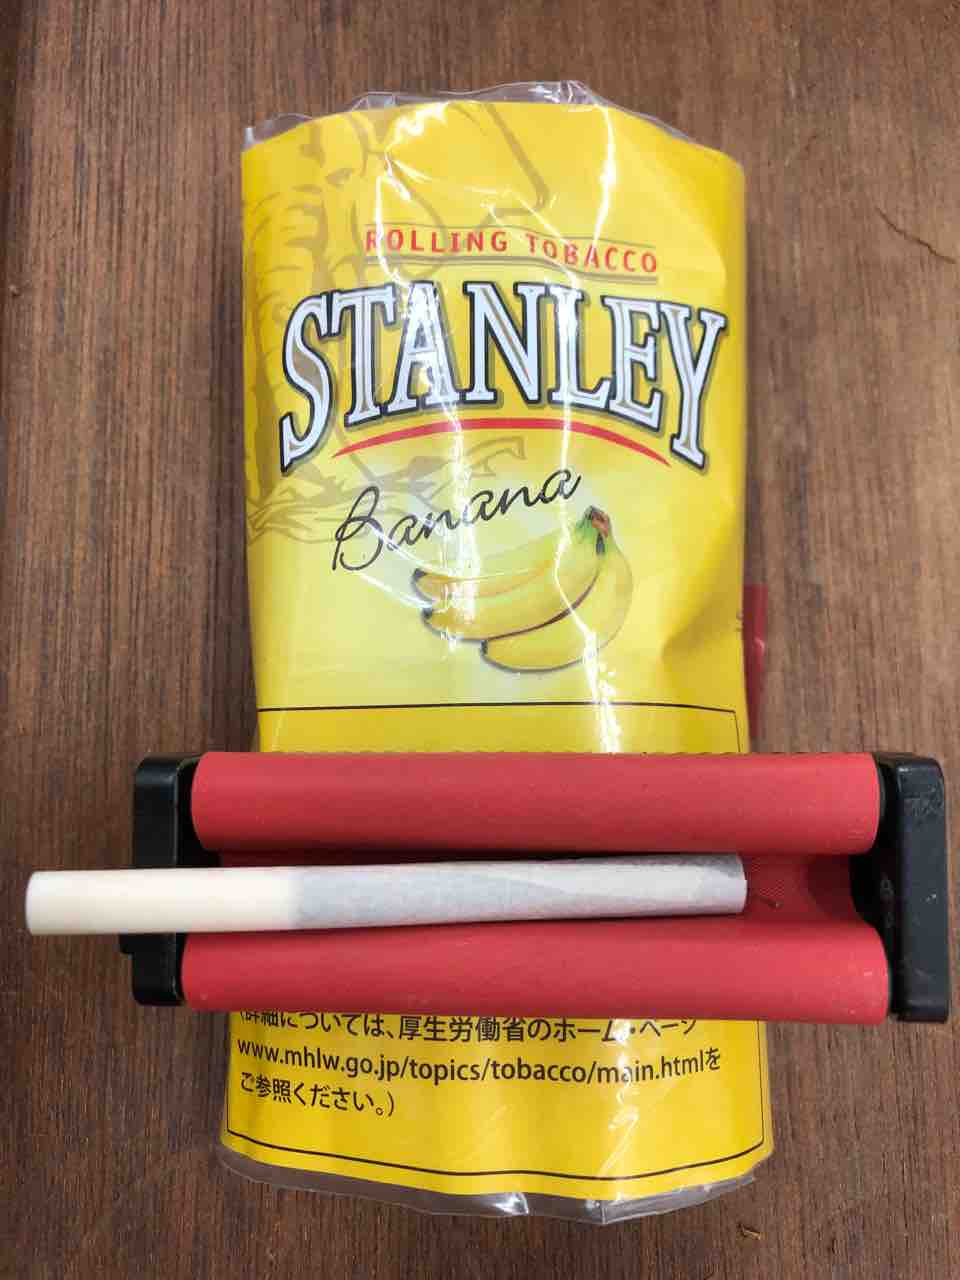 ROLLING TOBACCO
STANLEY
Banana
(詳細については、厚生労働省のホーム・ページ
www.mhlw.go.jp/topics/tobacco/main.htmlを
ご参照ください。)